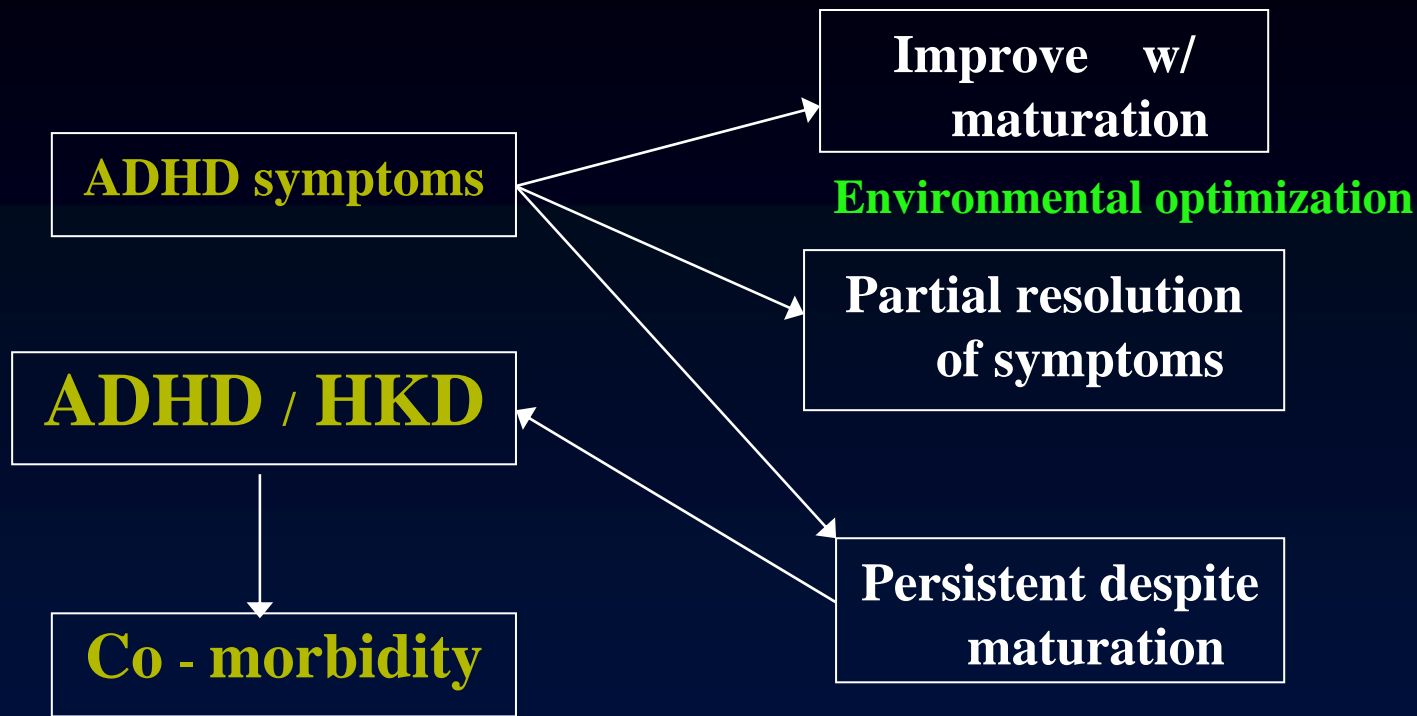 Improve w/
maturation
ADHD symptoms
Environmental optimization
Partial resolution
of symptoms
ADHD / HKD
Persistent despite
maturation
Co - morbidity